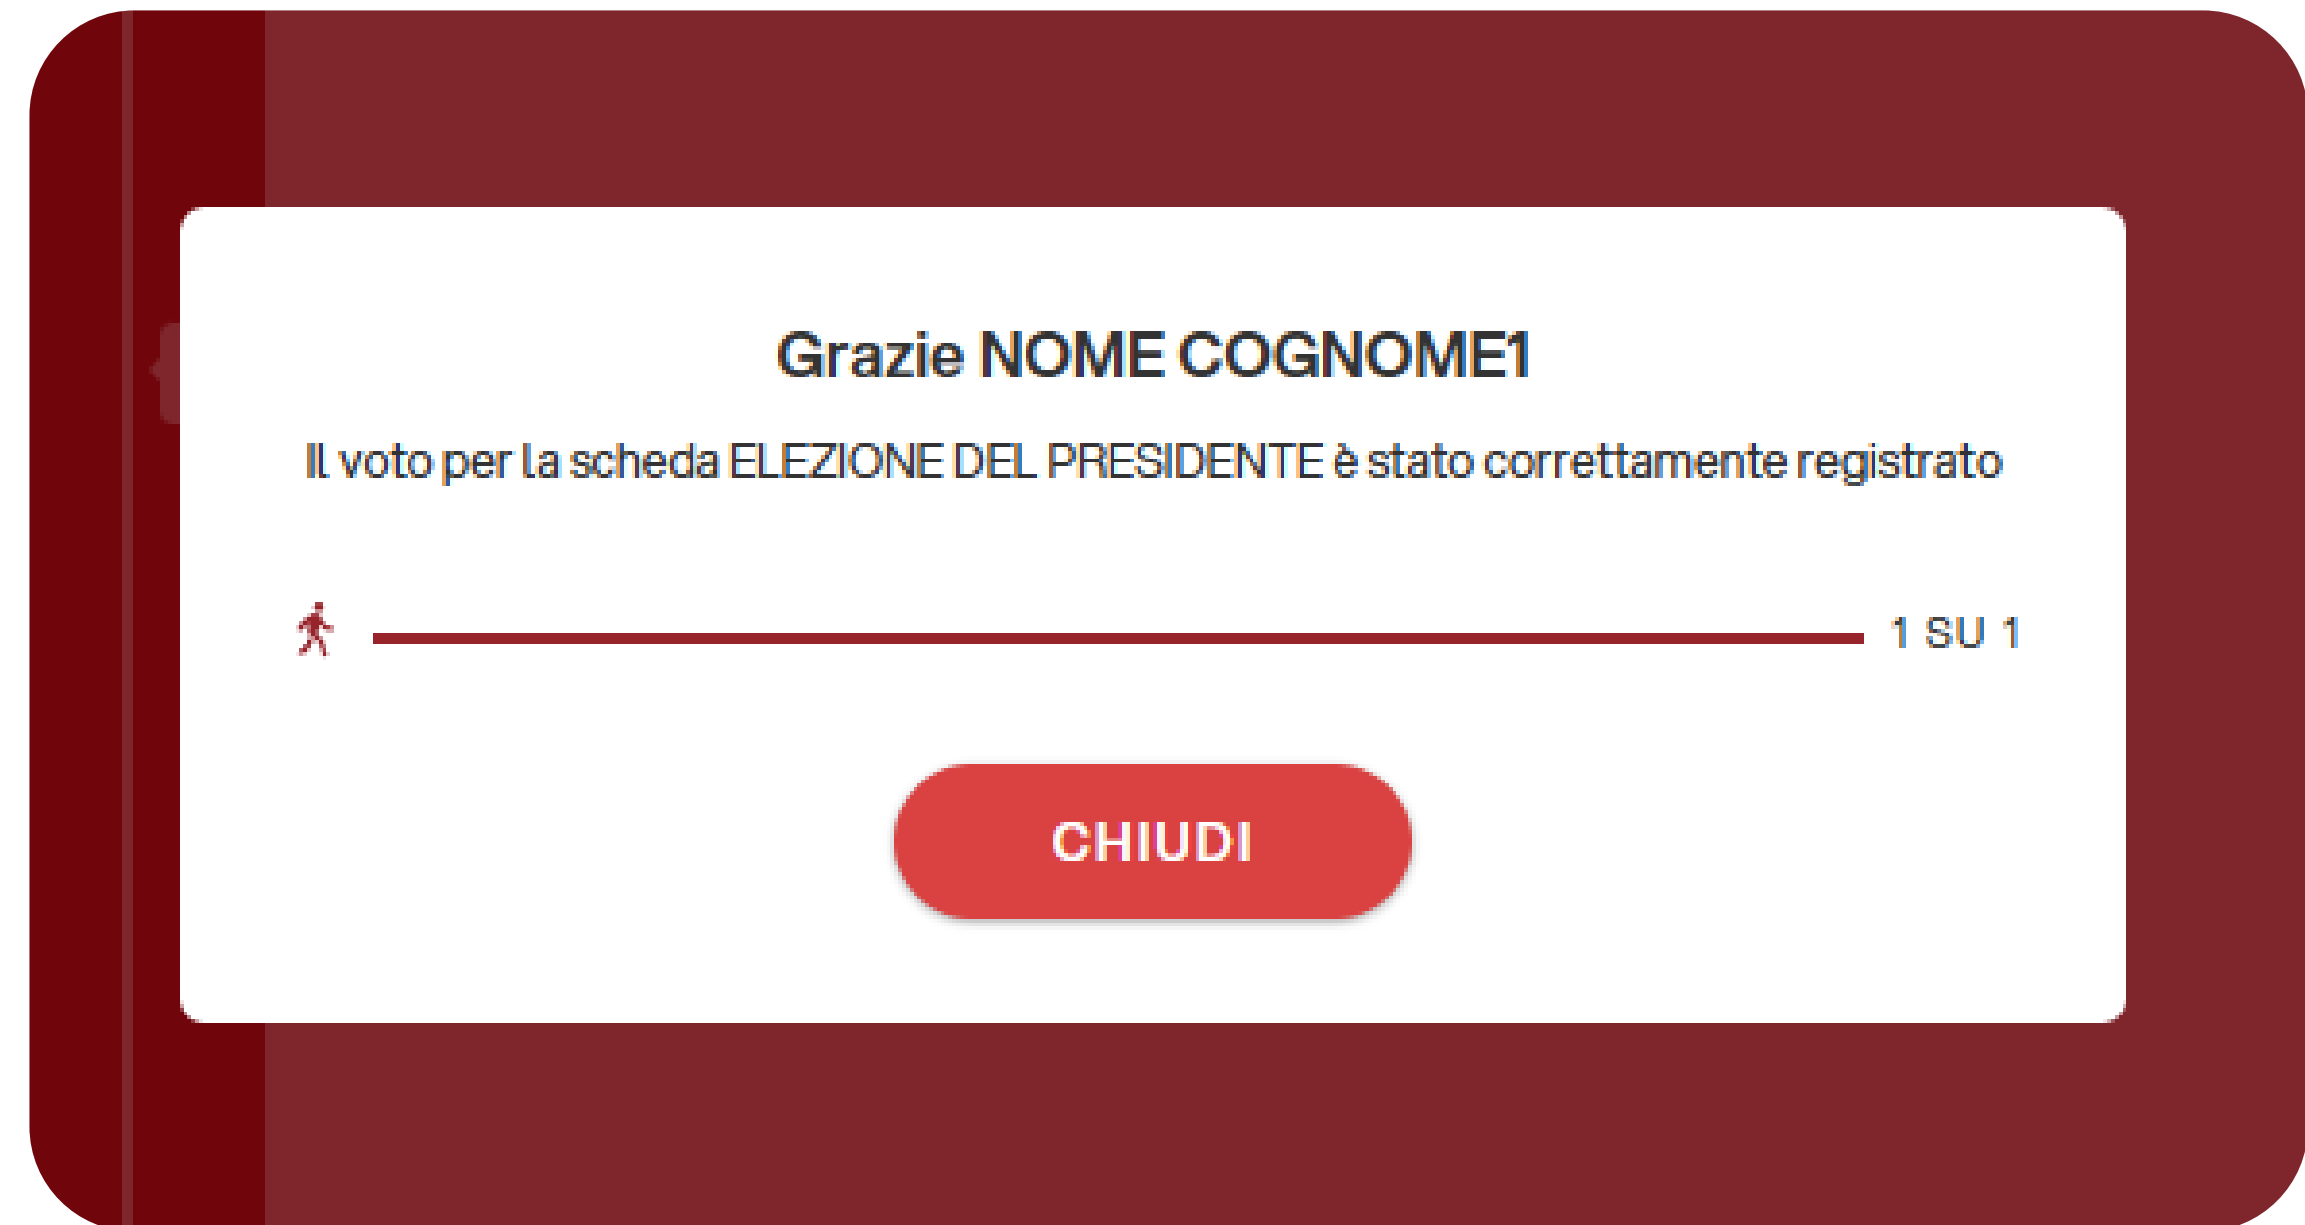 Grazie NOME COGNOME1
Il voto per la scheda ELEZIONE DEL PRESIDENTE è stato correttamente registrato
1 SU 1
CHIUDI